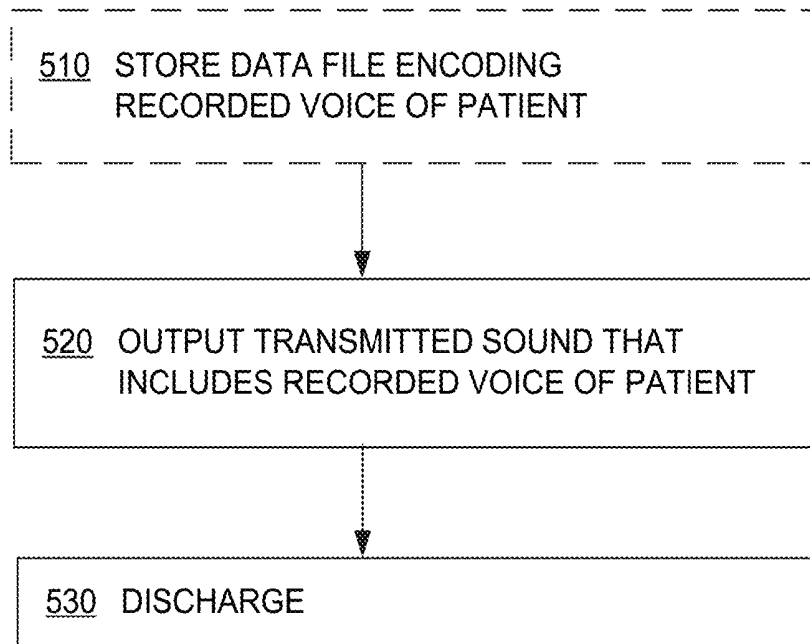 510 STORE DATA FILE ENCODING
RECORDED VOICE OF PATIENT
520 OUTPUT TRANSMITTED SOUND THAT
INCLUDES RECORDED VOICE OF PATIENT
530 DISCHARGE